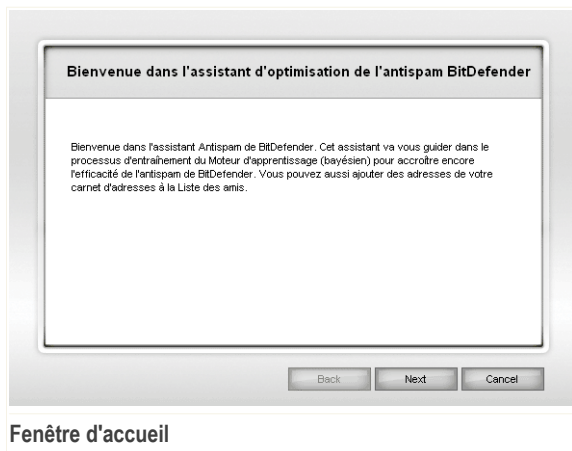 Bienvenue dans l'assistant d'optimisation de l'antispam BitDefender
Bienvenue dans l'assistant Antispam de BitDefender. Cet assistant va vous guider dans le
processus d'entraînement du Moteur d'apprentissage (bayésien) pour accroître encore
l'efficacité de l'antispam de BitDefender. Vous pouvez aussi ajouter des adresses de votre
carnet d'adresses à la Liste des amis.
Back Next Cancel
Fenêtre d'accueil